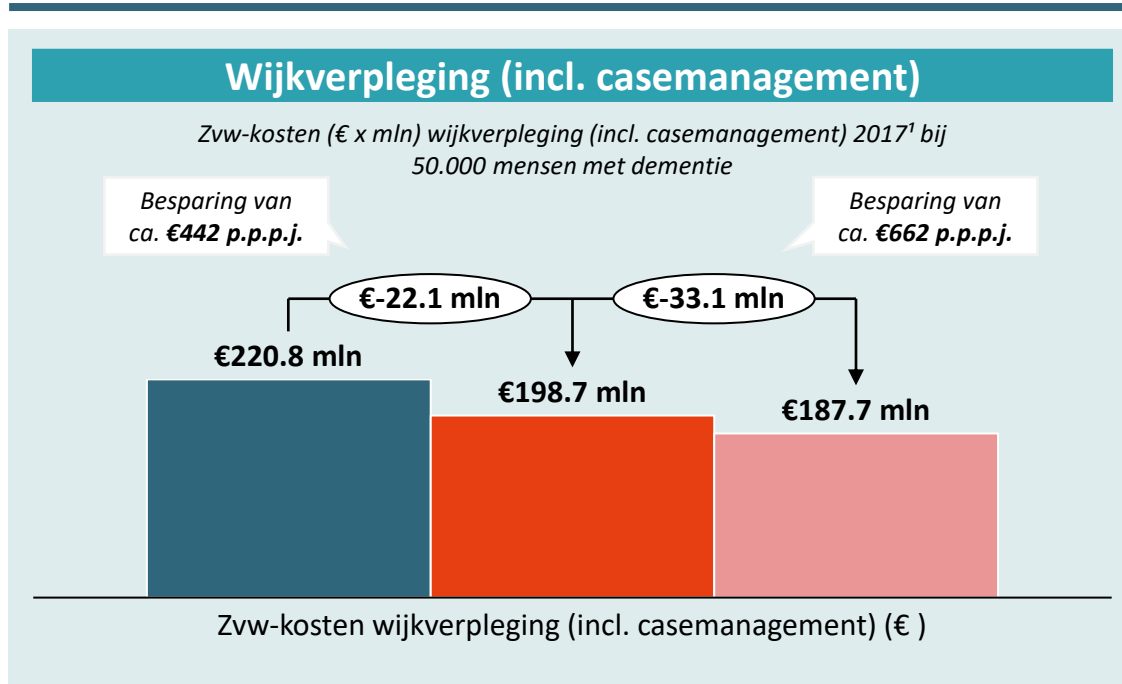 Wijkverpleging (incl. casemanagement)
Zvw-kosten (€ x mln) wijkverpleging (incl. casemanagement) 2017¹ bij
50.000 mensen met dementie
Besparing van
ca. €442 p.p.p.j.
Besparing van
ca. €662 p.p.p.j.
€-22.1 mln
€-33.1 mln
€220.8 mln
€198.7 mln
€187.7 mln
Zvw-kosten wijkverpleging (incl. casemanagement) (€ )